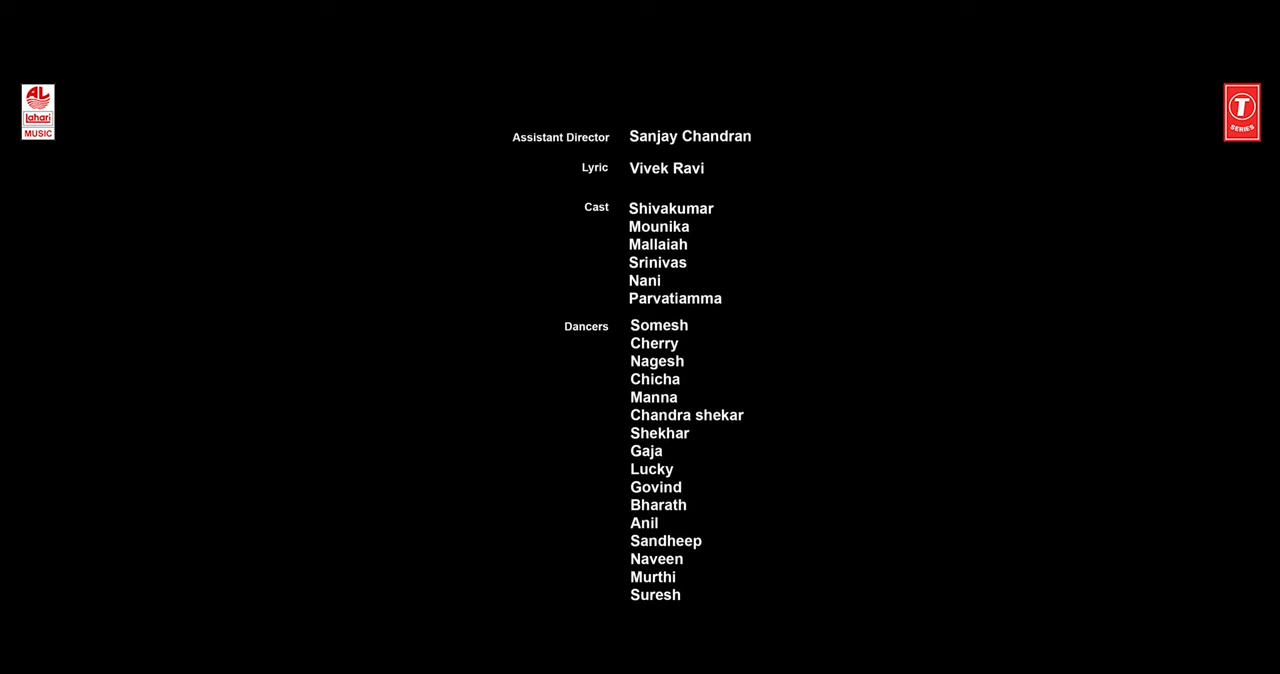 AL
Lahari
MUSIC
T
SERIES
Assistant Director Sanjay Chandran
Lyric Vivek Ravi
Cast Shivakumar
Mounika
Mallaiah
Srinivas
Nani
Parvatiamma
Dancers Somesh
Cherry
Nagesh
Chicha
Manna
Chandra shekar
Shekhar
Gaja
Lucky
Govind
Bharath
Anil
Sandheep
Naveen
Murthi
Suresh